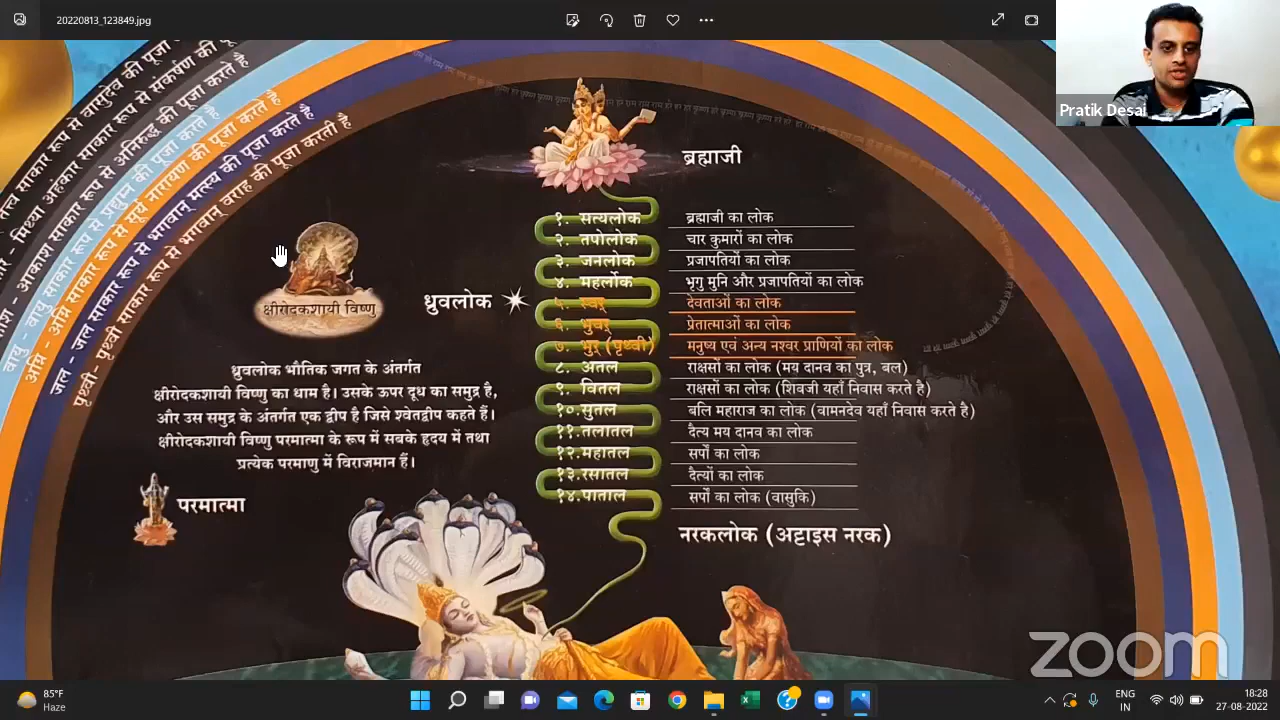 20220813_123849.jpg
Pratik Desai
तत्त्व साकार रूप से वासुदेव की पूजा
मिथ्या अहंकार साकार रूप से संकर्षण की पूजा
आकाश साकार रूप से अनिरुद्ध की पूजा करते हैं
वायु - वायु साकार रूप से प्रद्युम्न की पूजा करते हैं
अग्नि - अग्नि साकार रूप से सूर्य नारायण की पूजा करते हैं
जल - जल साकार रूप से भगवान् मत्स्य की पूजा करते हैं
पृथ्वी- पृथ्वी साकार रूप से भगवान् वराह की पूजा करती है
ब्रह्माजी
१. सत्यलोक ब्रह्माजी का लोक
२. तपोलोक चार कुमारों का लोक
३. जनलोक प्रजापतियों का लोक
४. महर्लोक भृगु मुनि और प्रजापतियों का लोक
५. स्वर् देवताओं का लोक
६. भुवर् प्रेतात्माओं का लोक
७. भुर् (पृथ्वी) मनुष्य एवं अन्य नश्वर प्राणियों का लोक
८. अतल राक्षसों का लोक (मय दानव का पुत्र, बल)
९. वितल राक्षसों का लोक (शिवजी यहाँ निवास करते है)
१०.सुतल बलि महाराज का लोक (वामनदेव यहाँ निवास करते है)
११.तलातल दैत्य मय दानव का लोक
१२.महातल सर्पों का लोक
१३.रसातल दैत्यों का लोक
१४.पाताल सर्पों का लोक (वासुकि)
नरकलोक (अट्टाइस नरक)
ध्रुवलोक
क्षीरोदकशायी विष्णु
ध्रुवलोक भौतिक जगत के अंतर्गत
क्षीरोदकशायी विष्णु का धाम है। उसके ऊपर दूध का समुद्र है,
और उस समुद्र के अंतर्गत एक द्वीप है जिसे श्वेतद्वीप कहते हैं।
क्षीरोदकशायी विष्णु परमात्मा के रूप में सबके हृदय में तथा
प्रत्येक परमाणु में विराजमान हैं।
परमात्मा
zoom
85°F
Haze
ENG
IN
18:28
27-08-2022